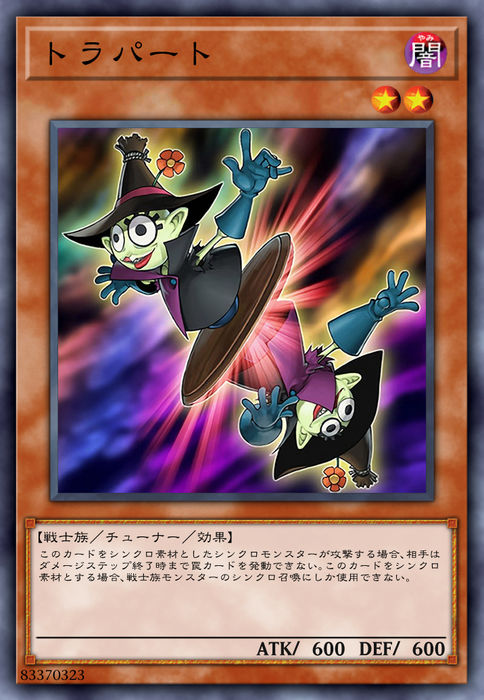 トラパート
やみ
闇
【戦士族／チューナー／効果】
このカードをシンクロ素材としたシンクロモンスターが攻撃する場合、相手は
ダメージステップ終了時まで罠カードを発動できない。このカードをシンクロ
素材とする場合、戦士族モンスターのシンクロ召喚にしか使用できない。
ATK/ 600 DEF/ 600
83370323